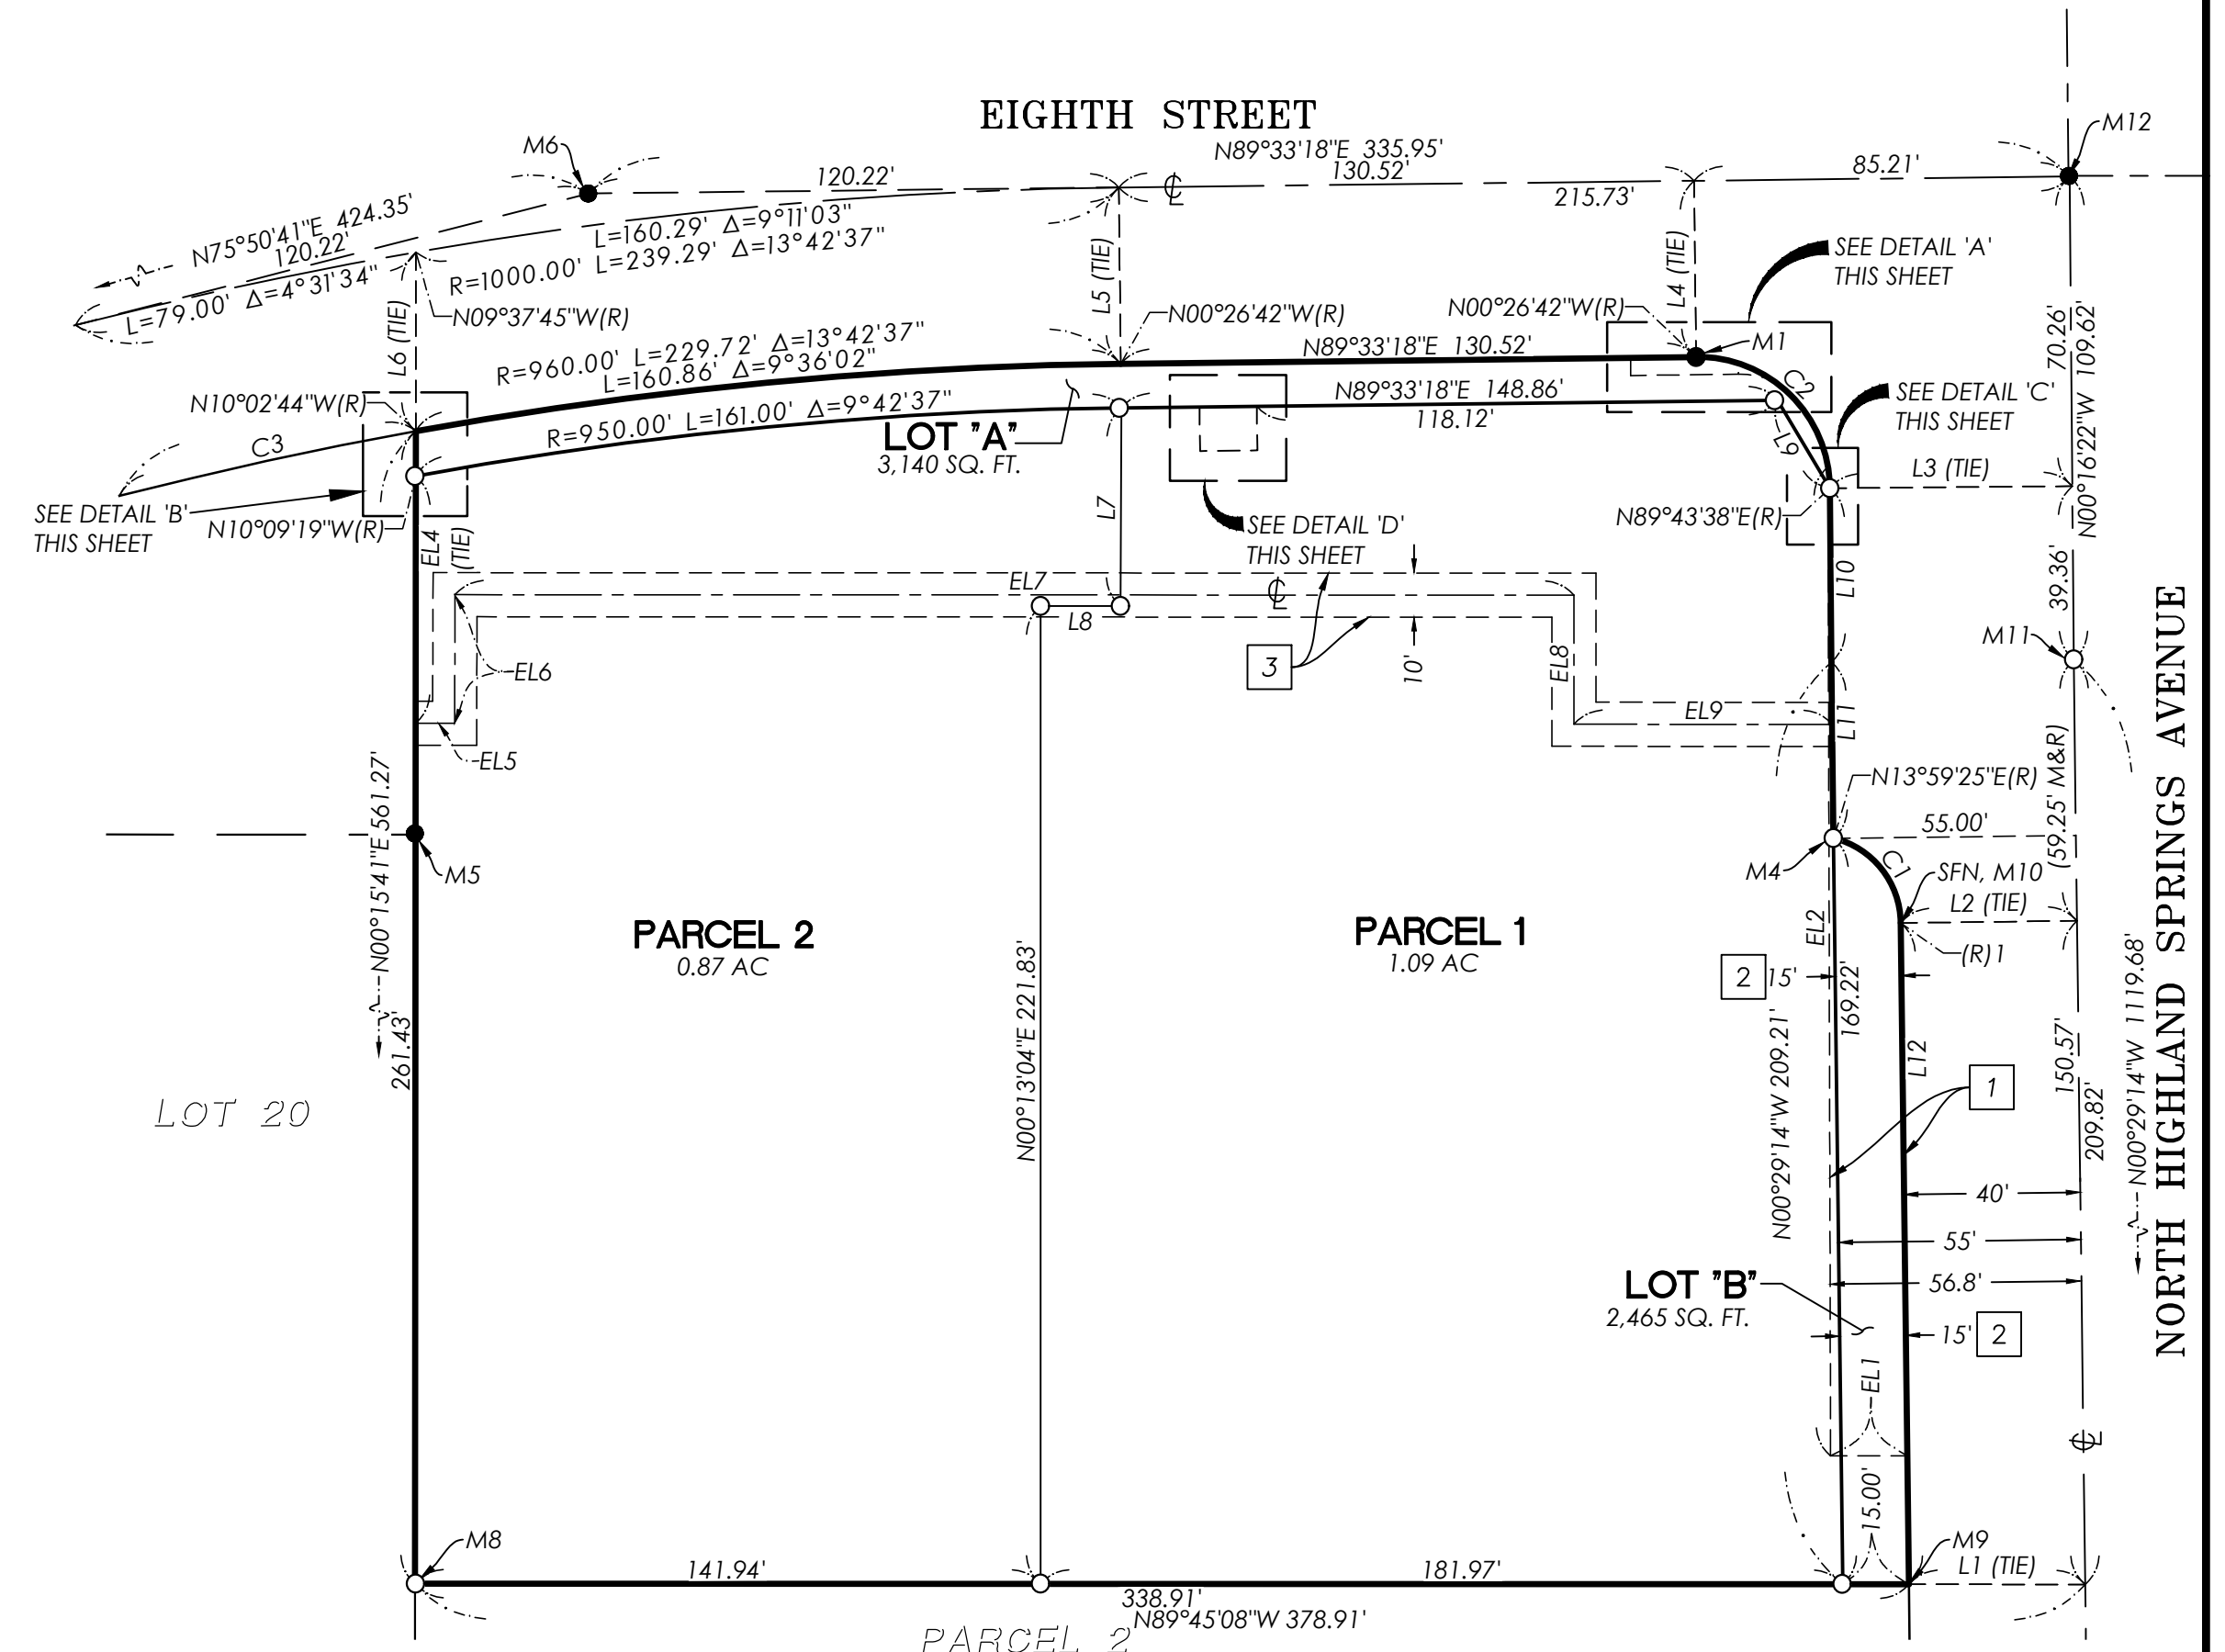 EIGHTH STREET
M6
M12
N89°33'18"E 335.95'
120.22'
130.52'
85.21'
215.73'
N75°50'41"E 424.35'
120.22'
L=160.29' Δ=9°11'03"
R=1000.00' L=239.29' Δ=13°42'37"
L=79.00' Δ=4°31'34"
L5 (TIE)
L4 (TIE)
SEE DETAIL 'A'
THIS SHEET
L6 (TIE)
N09°37'45"W(R)
N00°26'42"W(R)
N00°26'42"W(R)
M1
70.26'
N00°16'22"W 109.62'
R=960.00' L=229.72' Δ=13°42'37"
L=160.86' Δ=9°36'02"
N89°33'18"E 130.52'
C2
SEE DETAIL 'C'
THIS SHEET
N10°02'44"W(R)
N89°33'18"E 148.86'
118.12'
R=950.00' L=161.00' Δ=9°42'37"
C3
LOT "A"
3,140 SQ. FT.
L9
L3 (TIE)
SEE DETAIL 'B'
THIS SHEET
N10°09'19"W(R)
L7
SEE DETAIL 'D'
THIS SHEET
N89°43'38"E(R)
EL4
(TIE)
EL7
℄
L8
L10
39.36'
M11
EL6
3
10'
EL8
EL9
L11
EL5
N00°15'41"E 561.27'
N13°59'25"E(R)
(59.25' M&R)
55.00'
M5
M4
C1
SFN, M10
L2 (TIE)
(R)1
EL2
PARCEL 2
0.87 AC
PARCEL 1
1.09 AC
2 15'
169.22'
N00°13'04"E 221.83'
N00°29'14"W 209.21'
L12
1
150.57'
209.82'
N00°29'14"W 1119.68'
NORTH HIGHLAND SPRINGS AVENUE
261.43'
LOT 20
40'
55'
56.8'
LOT "B"
2,465 SQ. FT.
15' 2
EL1
℄
15.00'
M8
M9
L1 (TIE)
141.94'
181.97'
338.91'
N89°45'08"W 378.91'
PARCEL 2
℄